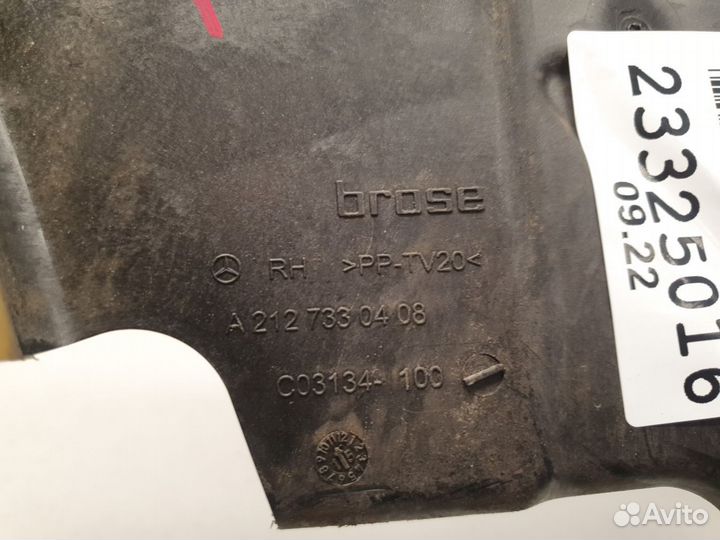 brose
RH >PP-TV20<
A 212 733 04 08
C03134- 100
23325016
09.22
Avito